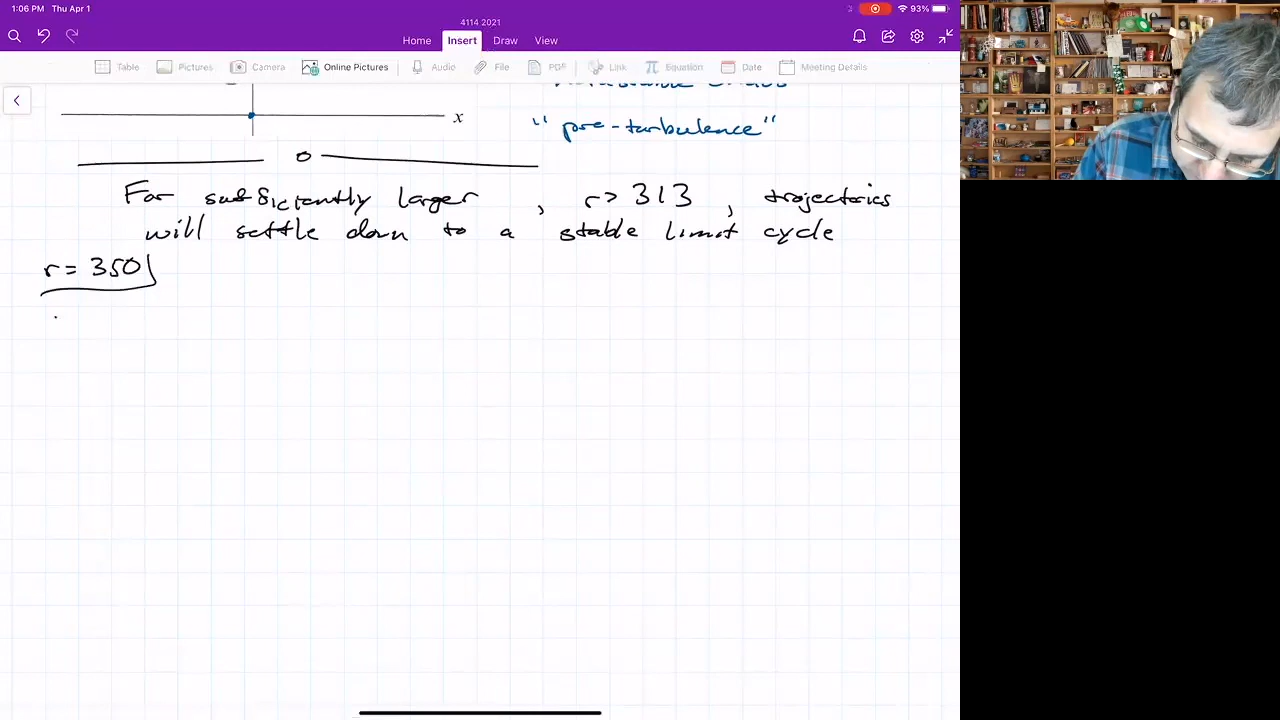 1:06 PM Thu Apr 1
93%
4114 2021
Home Insert Draw View
Table Pictures Camera Online Pictures Audio File PDF Link Equation Date Meeting Details
x
"pre-turbulence"
For sufficiently larger, r > 313, trajectories
will settle down to a stable limit cycle
r = 350